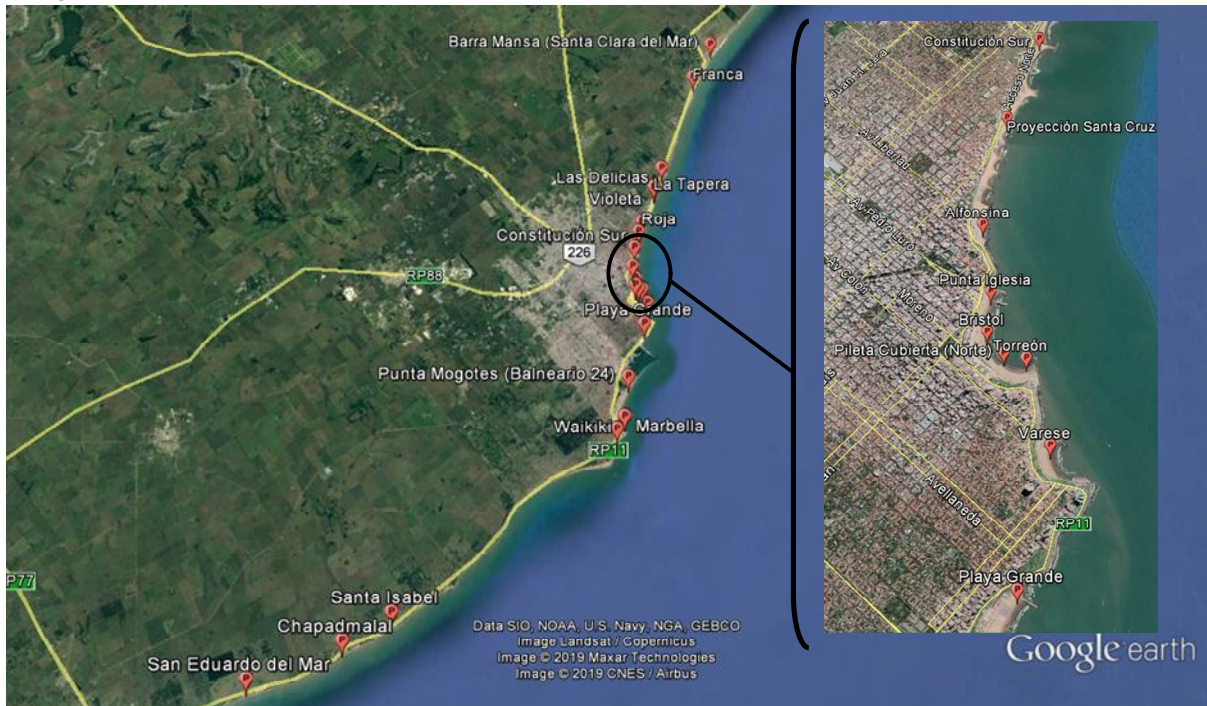 Barra Mansa (Santa Clara del Mar)
Franca
Las Delicias
La Tapera
Violeta
Roja
Constitución Sur
226
RP88
Playa Grande
Punta Mogotes (Balneario 24)
Waikiki
Marbella
RP11
Santa Isabel
Chapadmalal
San Eduardo del Mar
Data SIO, NOAA, U.S. Navy, NGA, GEBCO
Image Landsat / Copernicus
Image © 2019 Maxar Technologies
Image © 2019 CNES / Airbus
Constitución Sur
Acceso Norte
Proyección Santa Cruz
Av Libertad
Alfonsina
Av Pedro Luro
Av Colón
Punta Iglesia
Moreno
Bristol
Pileta Cubierta (Norte)
Torreón
Varese
Avellaneda
RP11
Playa Grande
Google earth